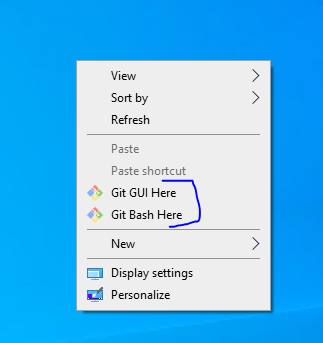 View
Sort by
Refresh
Paste
Paste shortcut
Git GUI Here
Git Bash Here
New
Display settings
Personalize